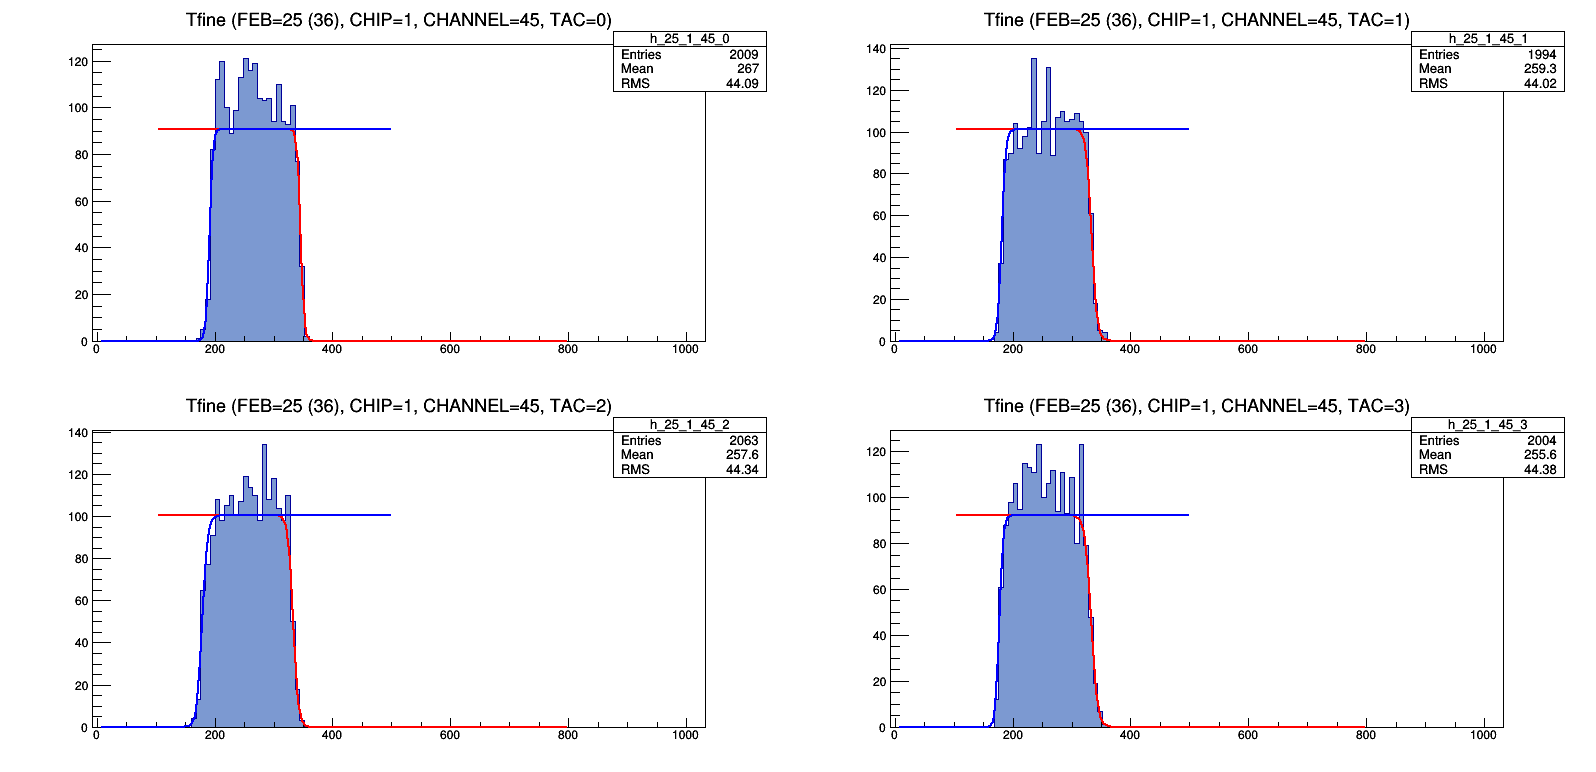 Tfine (FEB=25 (36), CHIP=1, CHANNEL=45, TAC=0)
h_25_1_45_0
Entries 2009
Mean 267
RMS 44.09
120
100
80
60
40
20
0
0 200 400 600 800 1000
Tfine (FEB=25 (36), CHIP=1, CHANNEL=45, TAC=1)
h_25_1_45_1
Entries 1994
Mean 259.3
RMS 44.02
140
120
100
80
60
40
20
0
0 200 400 600 800 1000
Tfine (FEB=25 (36), CHIP=1, CHANNEL=45, TAC=2)
h_25_1_45_2
Entries 2063
Mean 257.6
RMS 44.34
140
120
100
80
60
40
20
0
0 200 400 600 800 1000
Tfine (FEB=25 (36), CHIP=1, CHANNEL=45, TAC=3)
h_25_1_45_3
Entries 2004
Mean 255.6
RMS 44.38
120
100
80
60
40
20
0
0 200 400 600 800 1000